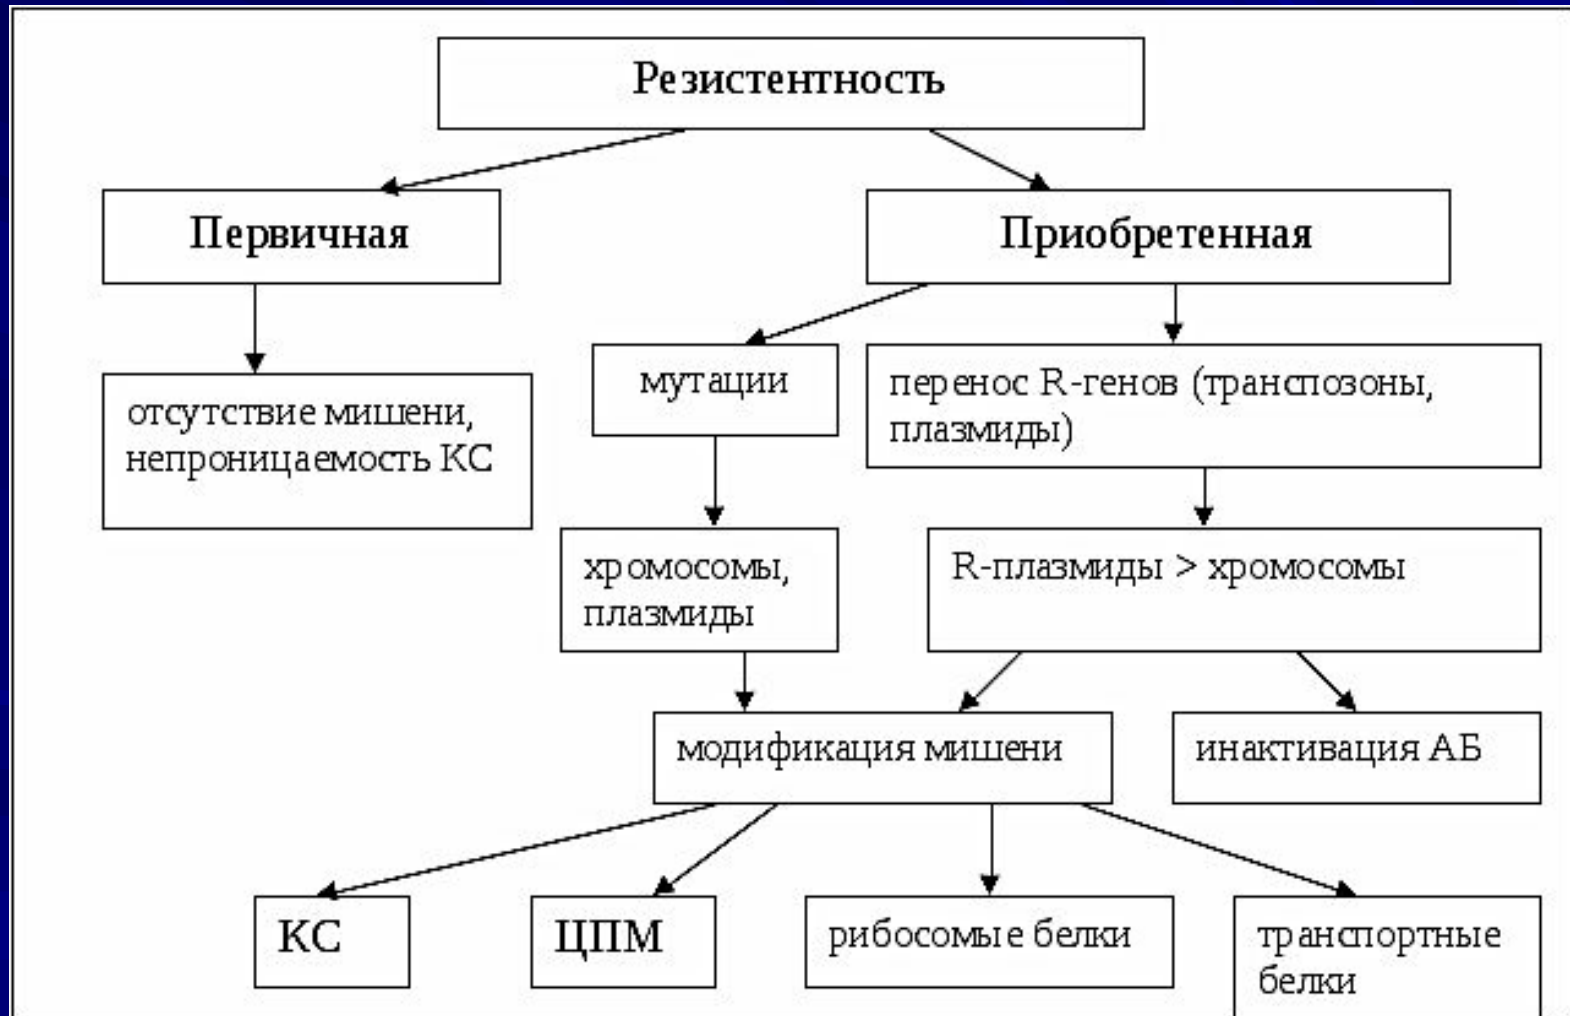 Резистентность
Первичная
Приобретенная
мутации
перенос R-генов (транспозоны,
плазмиды)
отсутствие мишени,
непроницаемость КС
хромосомы,
плазмиды
R-плазмиды > хромосомы
модификация мишени
инактивация АБ
КС
ЦПМ
рибосомые белки
транспортные
белки